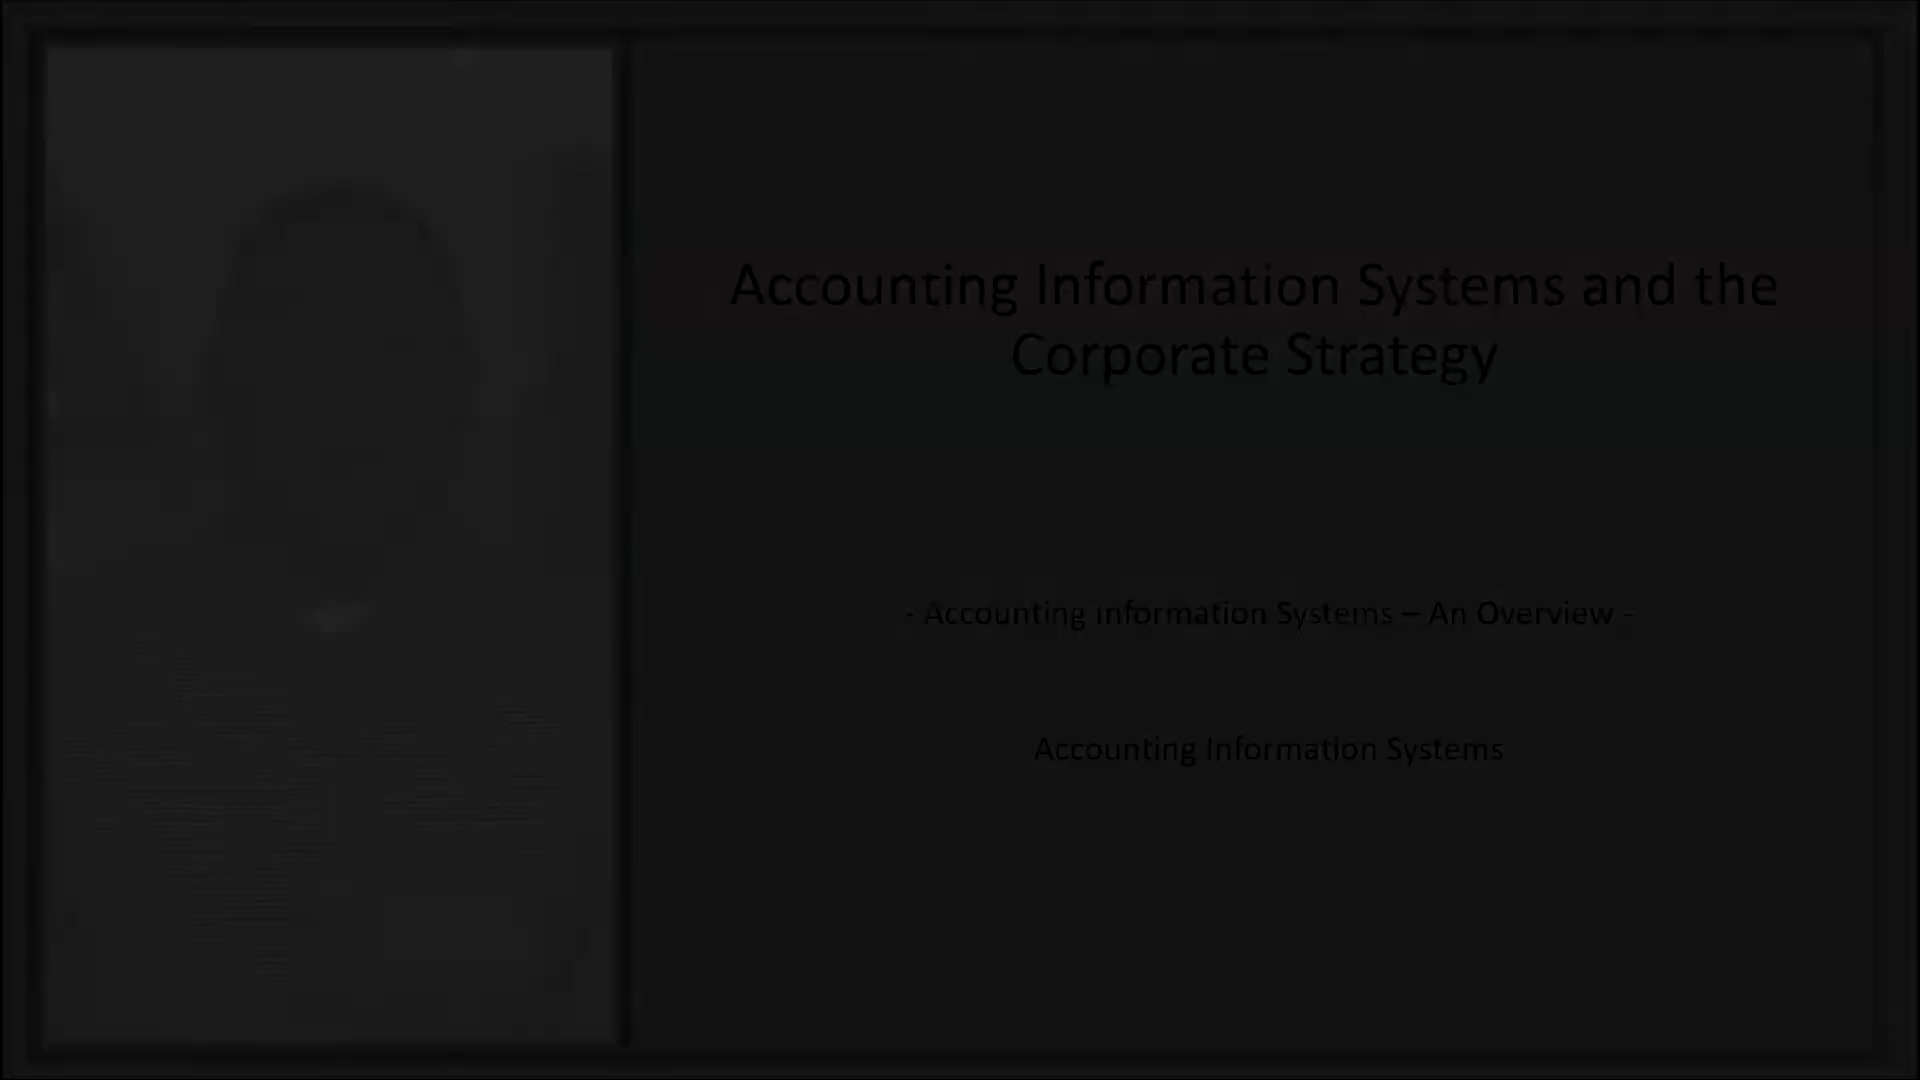 Accounting Information Systems and the
Corporate Strategy
- Accounting Information Systems – An Overview -
Accounting Information Systems